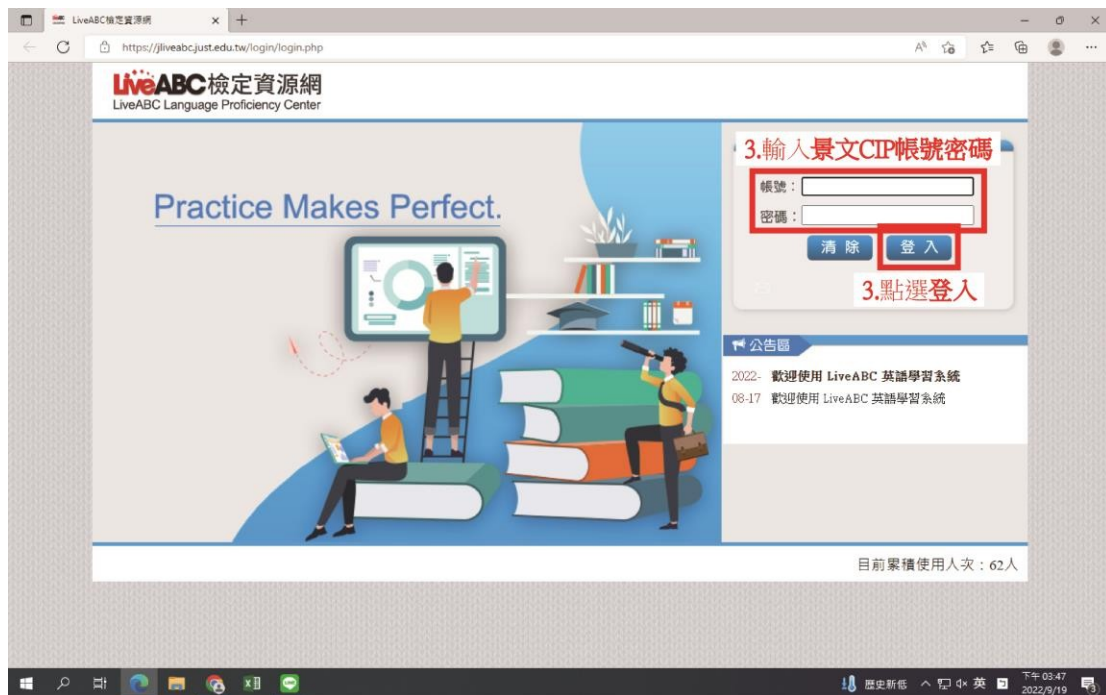 LiveABC檢定資源網
https://jliveabc.just.edu.tw/login/login.php
LiveABC檢定資源網
LiveABC Language Proficiency Center
Practice Makes Perfect.
3.輸入景文CIP帳號密碼
帳號：
密碼：
清除 登入
3.點選登入
公告區
2022-08-17 歡迎使用 LiveABC 英語學習系統
歡迎使用 LiveABC 英語學習系統
目前累積使用人次：62人
歷史新低 英 下午 03:47
2022/9/19